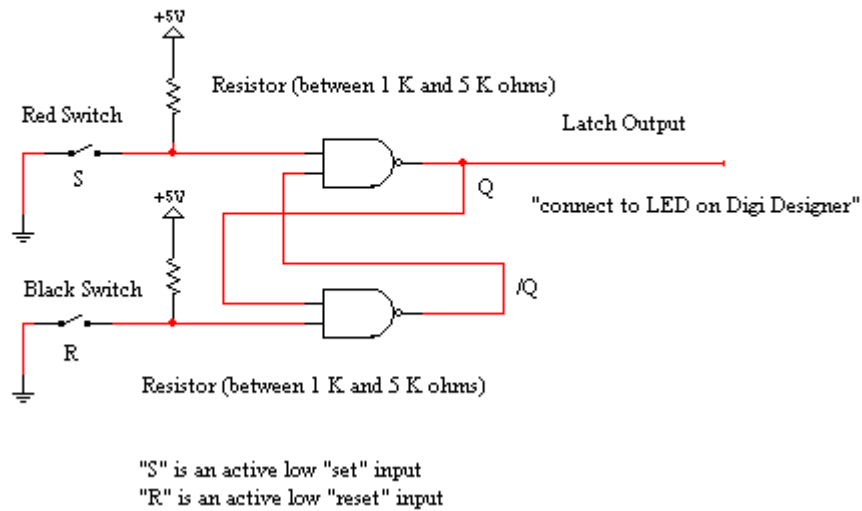 +5V
Resistor (between 1 K and 5 K ohms)
Red Switch
Latch Output
S
Q
+5V
"connect to LED on Digi Designer"
Black Switch
/Q
R
Resistor (between 1 K and 5 K ohms)
"S" is an active low "set" input
"R" is an active low "reset" input